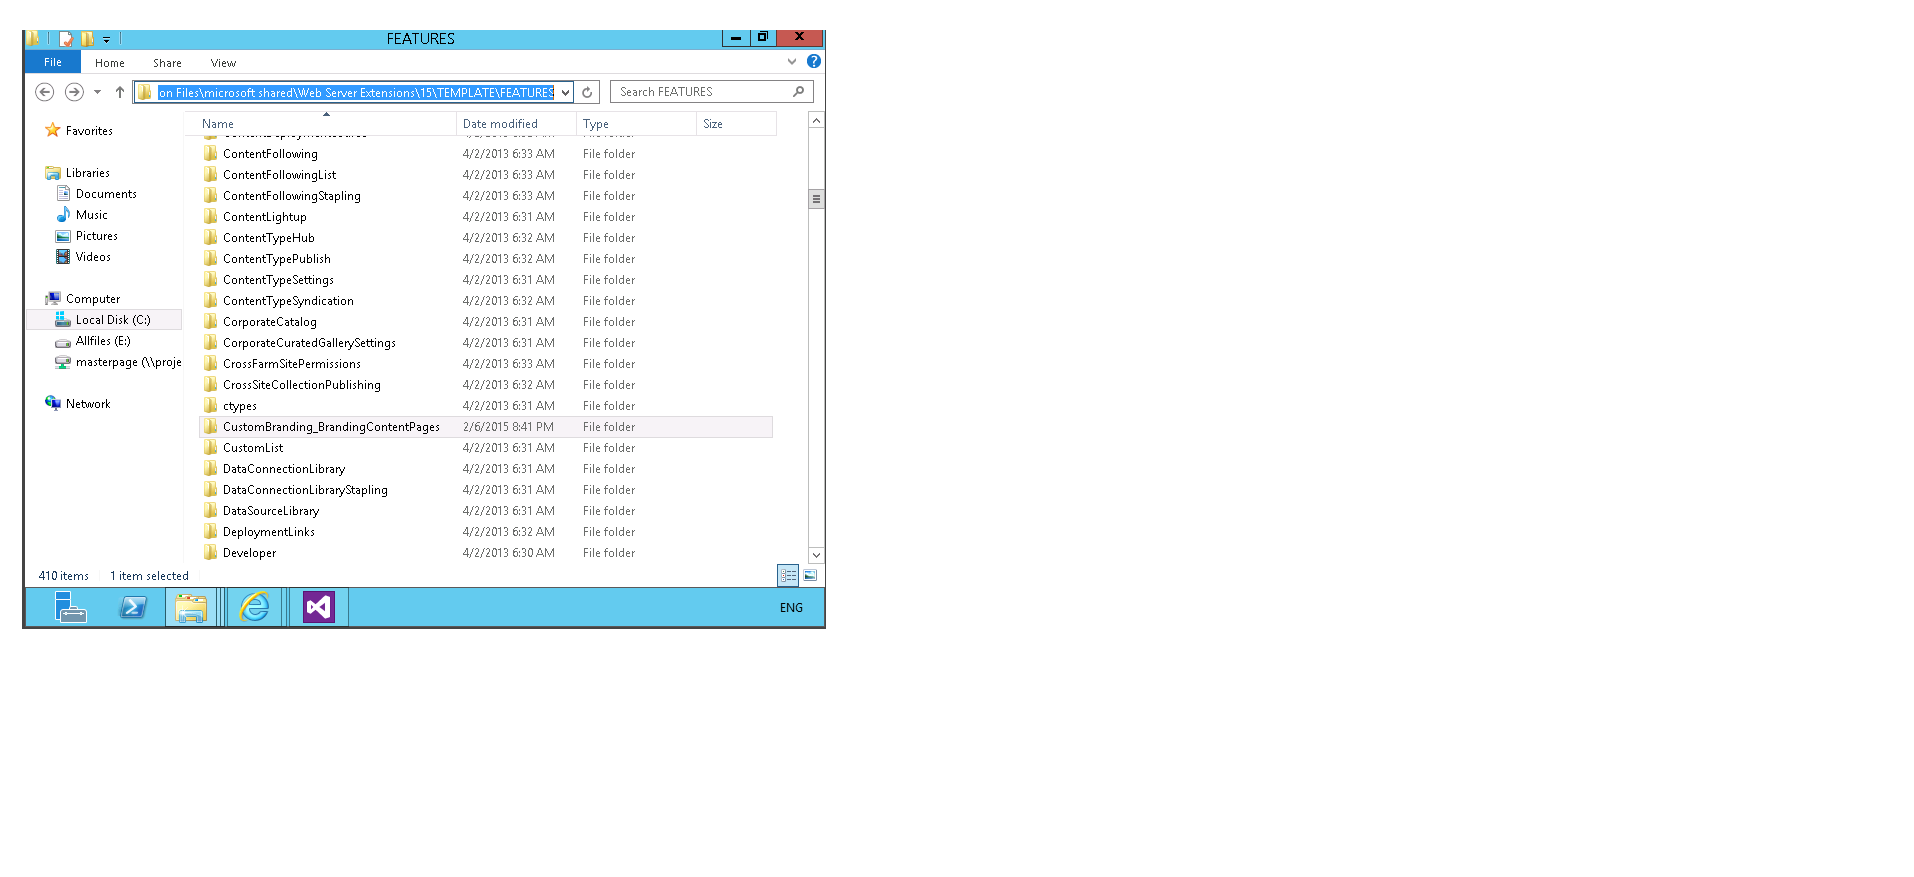 FEATURES
File Home Share View
on Files\microsoft shared\Web Server Extensions\15\TEMPLATE\FEATURES Search FEATURES
Name Date modified Type Size
Favorites
Libraries
Documents
Music
Pictures
Videos
Computer
Local Disk (C:)
Allfiles (E:)
masterpage (\\proje
Network
ContentFollowing 4/2/2013 6:33 AM File folder
ContentFollowingList 4/2/2013 6:33 AM File folder
ContentFollowingStapling 4/2/2013 6:33 AM File folder
ContentLightup 4/2/2013 6:31 AM File folder
ContentTypeHub 4/2/2013 6:32 AM File folder
ContentTypePublish 4/2/2013 6:32 AM File folder
ContentTypeSettings 4/2/2013 6:31 AM File folder
ContentTypeSyndication 4/2/2013 6:32 AM File folder
CorporateCatalog 4/2/2013 6:31 AM File folder
CorporateCuratedGallerySettings 4/2/2013 6:31 AM File folder
CrossFarmSitePermissions 4/2/2013 6:33 AM File folder
CrossSiteCollectionPublishing 4/2/2013 6:32 AM File folder
ctypes 4/2/2013 6:31 AM File folder
CustomBranding_BrandingContentPages 2/6/2015 8:41 PM File folder
CustomList 4/2/2013 6:31 AM File folder
DataConnectionLibrary 4/2/2013 6:31 AM File folder
DataConnectionLibraryStapling 4/2/2013 6:31 AM File folder
DataSourceLibrary 4/2/2013 6:31 AM File folder
DeploymentLinks 4/2/2013 6:32 AM File folder
Developer 4/2/2013 6:30 AM File folder
410 items 1 item selected
ENG